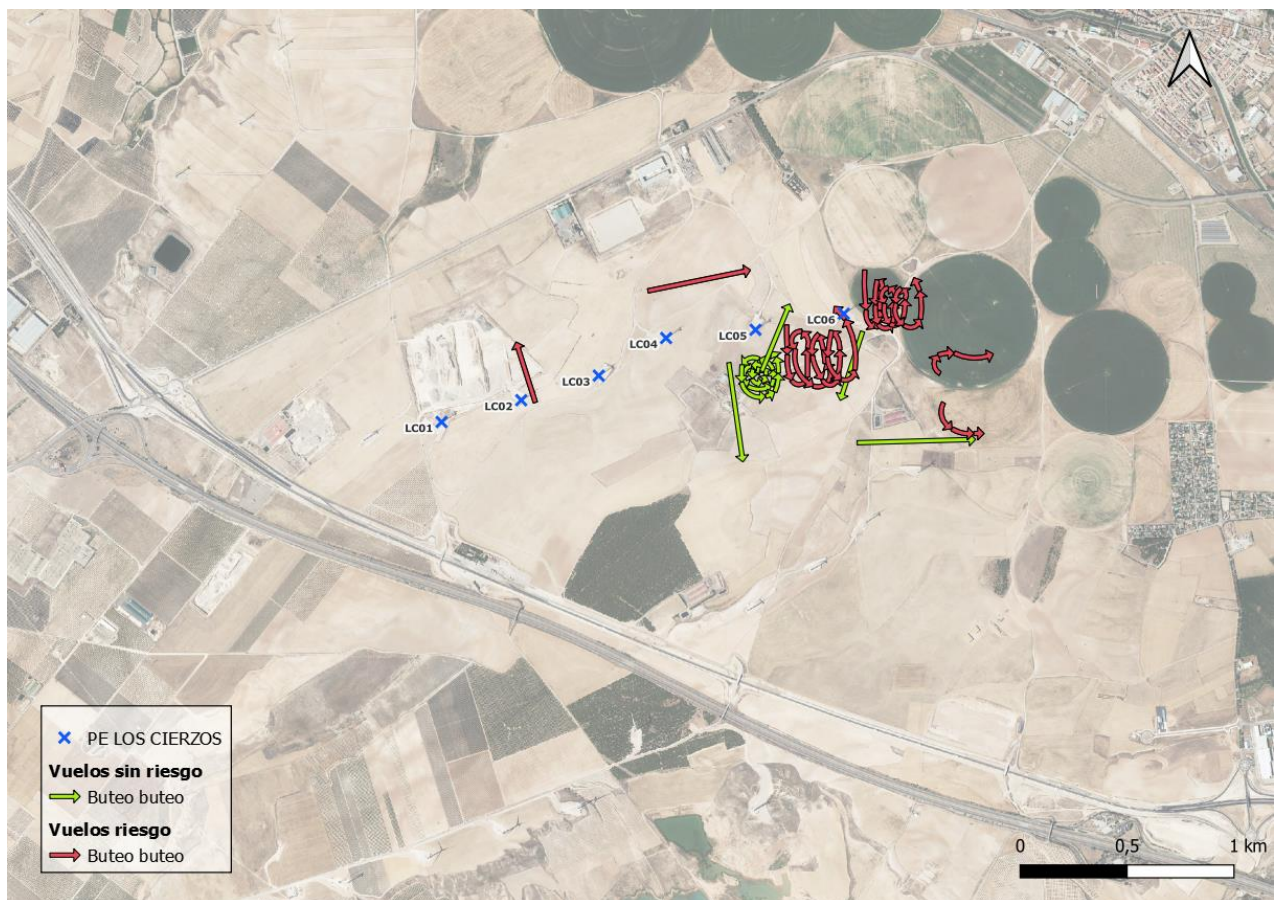 LC06
LC05
LC04
LC03
LC02
LC01
PE LOS CIERZOS
Vuelos sin riesgo
Buteo buteo
Vuelos riesgo
Buteo buteo
0 0,5 1 km